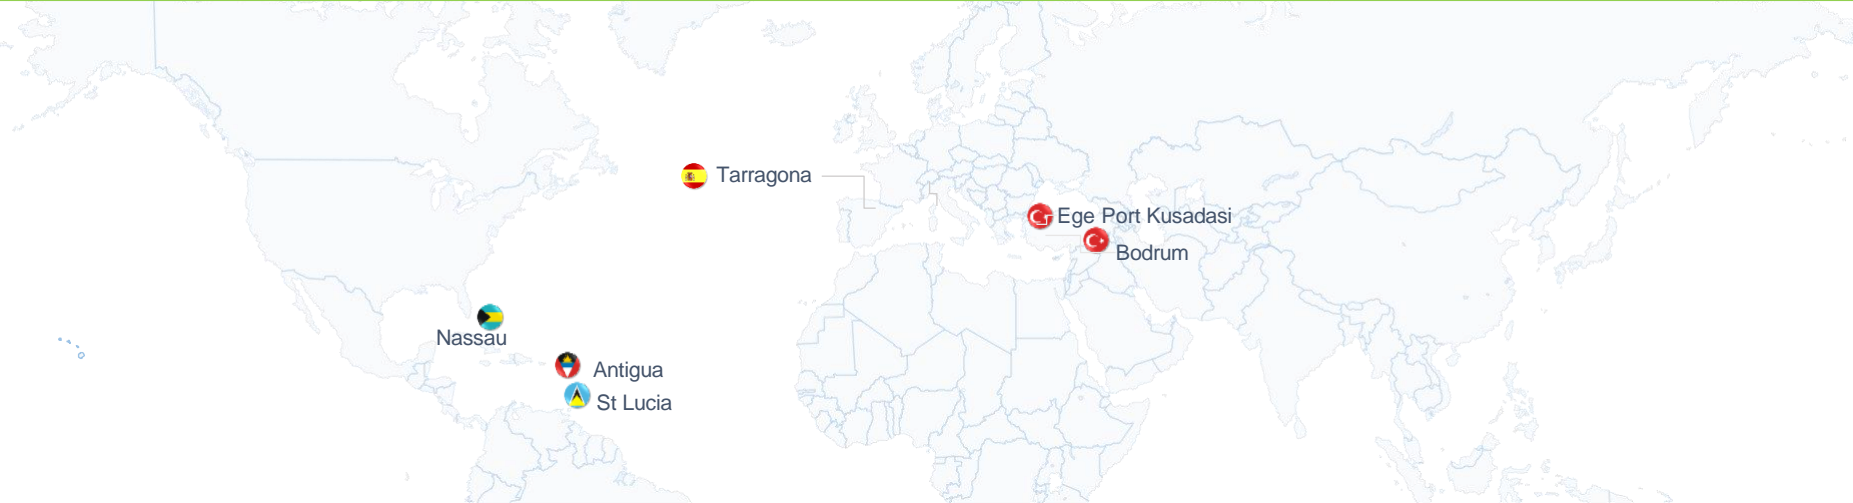 Tarragona
Ege Port Kusadasi
Bodrum
Nassau
Antigua
St Lucia